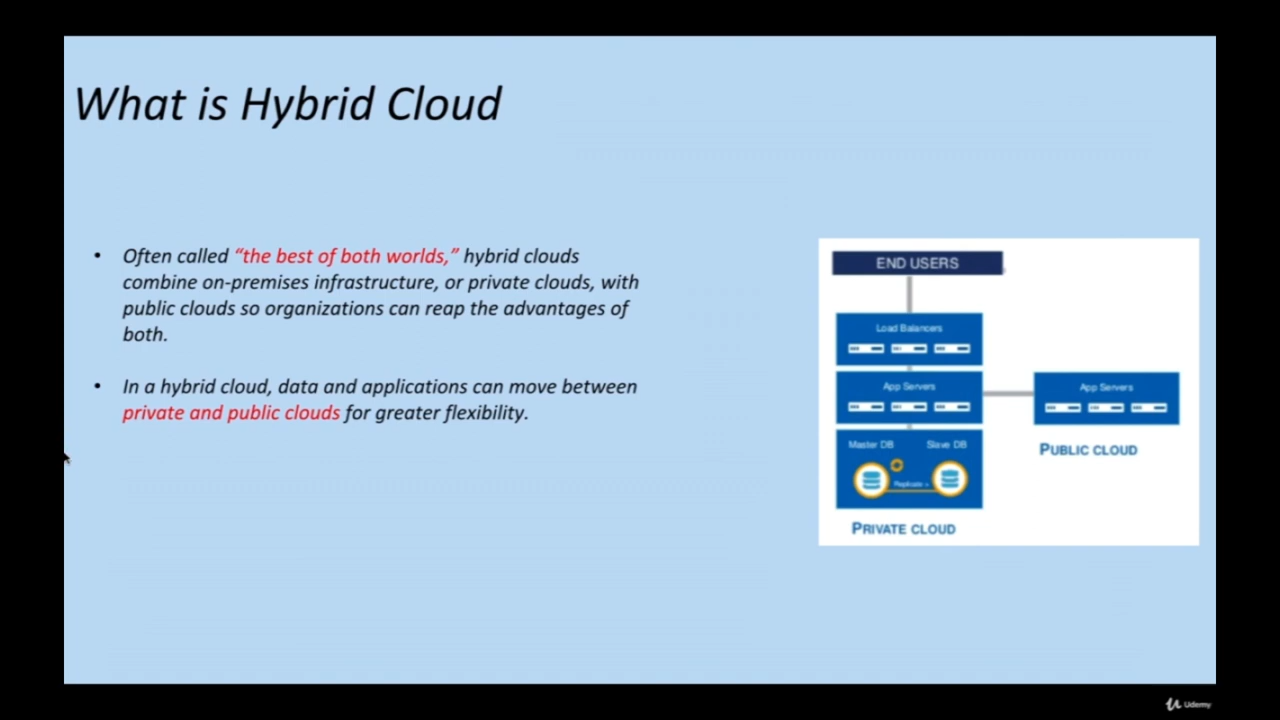 What is Hybrid Cloud
• Often called “the best of both worlds,” hybrid clouds
combine on-premises infrastructure, or private clouds, with
public clouds so organizations can reap the advantages of
both.
• In a hybrid cloud, data and applications can move between
private and public clouds for greater flexibility.
END USERS
Load Balancers
App Servers
App Servers
Master DB Slave DB
Replicate
PUBLIC CLOUD
PRIVATE CLOUD
Udemy